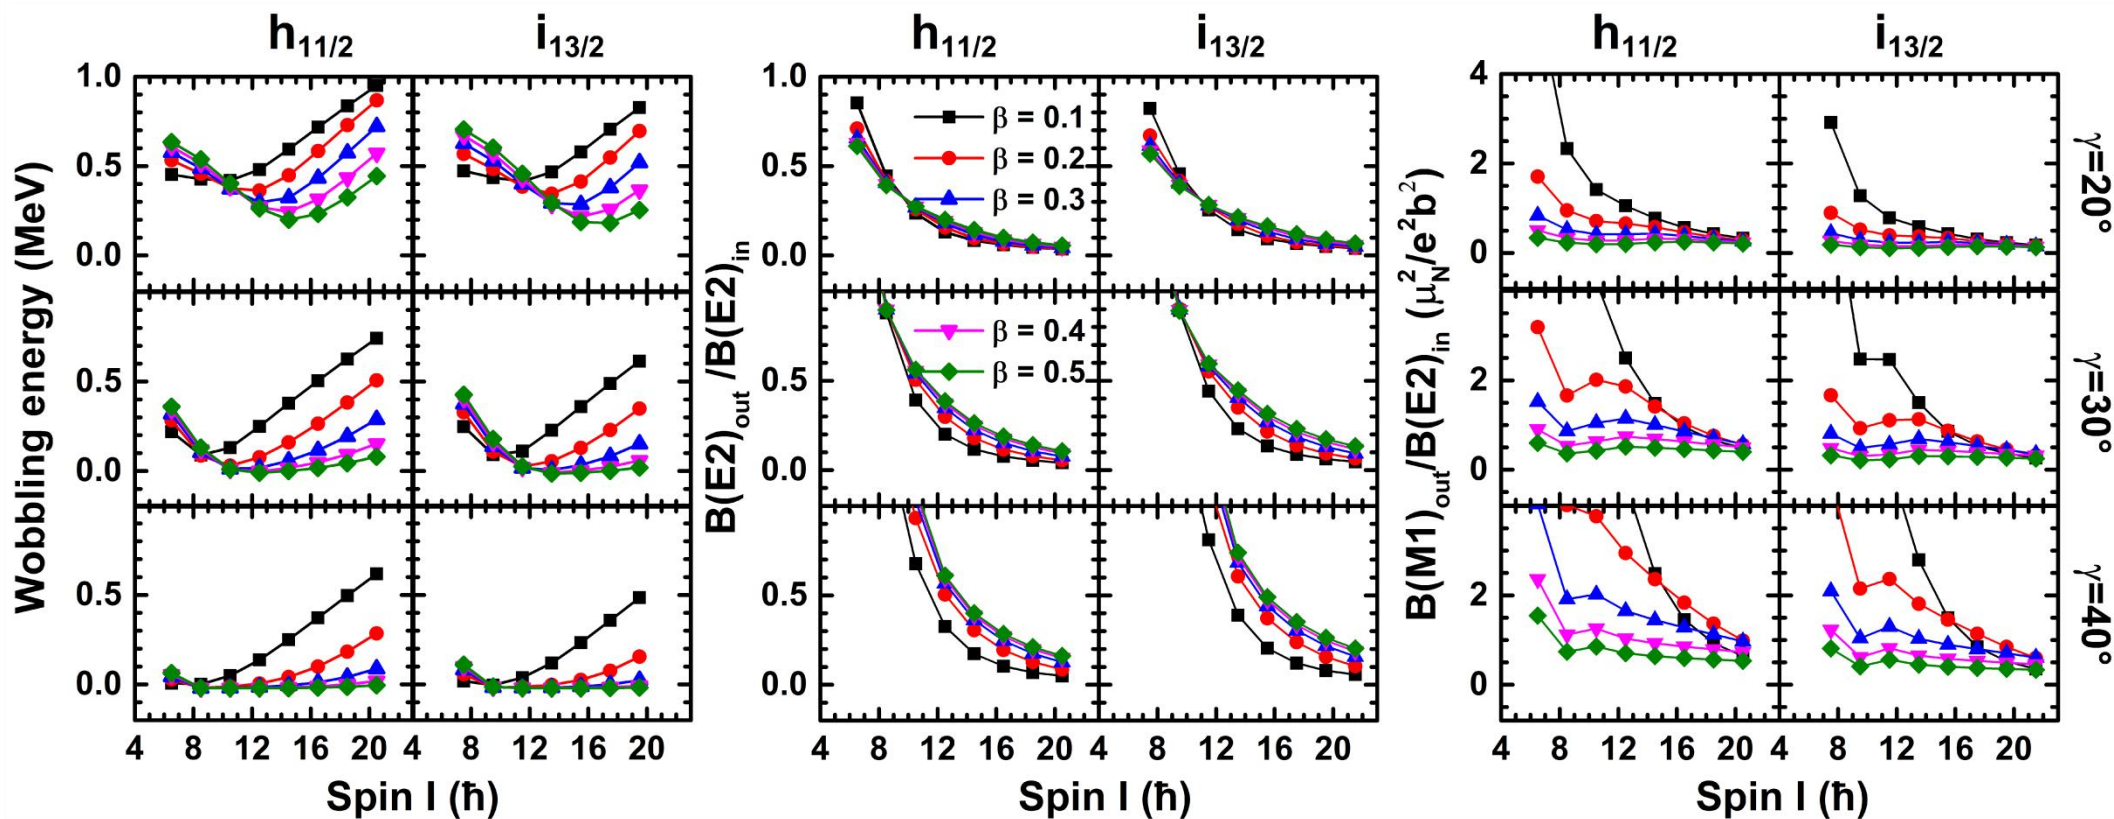 h11/2 i13/2 h11/2 i13/2 h11/2 i13/2
Wobbling energy (MeV)
1.0
0.5
0.0
0.5
0.0
0.5
0.0
4 8 12 16 20 4 8 12 16 20
Spin I (ħ)
B(E2)out/B(E2)in
1.0
0.5
0.0
0.5
0.0
0.5
0.0
β = 0.1
β = 0.2
β = 0.3
β = 0.4
β = 0.5
4 8 12 16 20 4 8 12 16 20
Spin I (ħ)
B(M1)out/B(E2)in (μN²/e²b²)
4
2
0
2
0
2
0
4 8 12 16 20 4 8 12 16 20
Spin I (ħ)
γ=20°
γ=30°
γ=40°